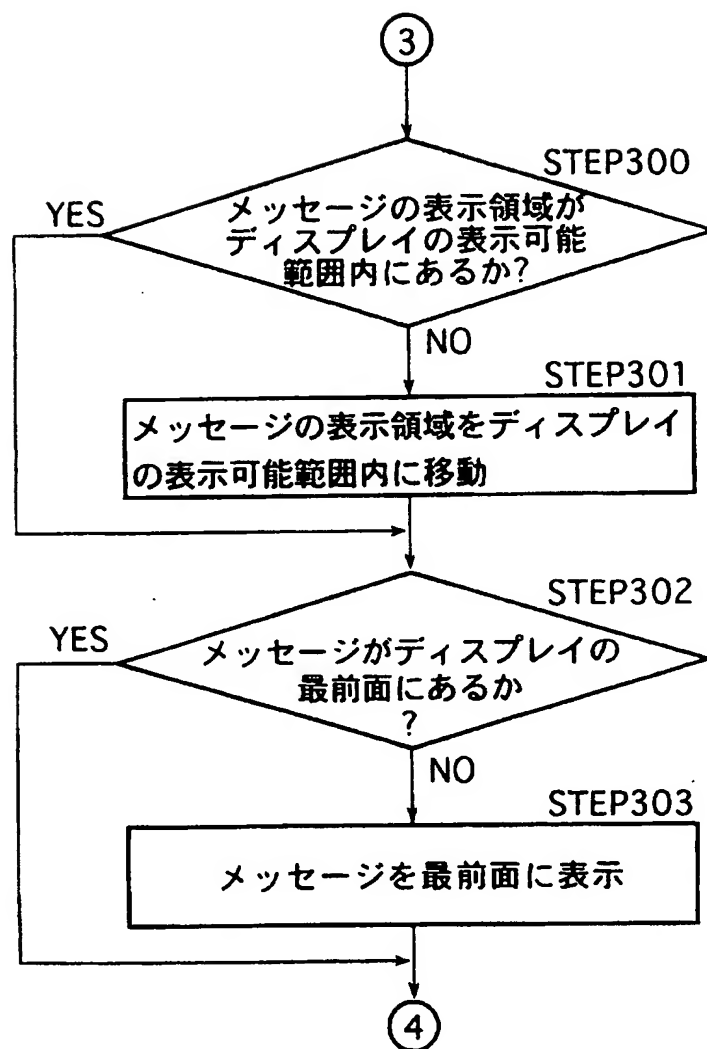 3
STEP300
YES
メッセージの表示領域が
ディスプレイの表示可能
範囲内にあるか?
NO
STEP301
メッセージの表示領域をディスプレイ
の表示可能範囲内に移動
STEP302
YES
メッセージがディスプレイの
最前面にあるか
?
NO
STEP303
メッセージを最前面に表示
4